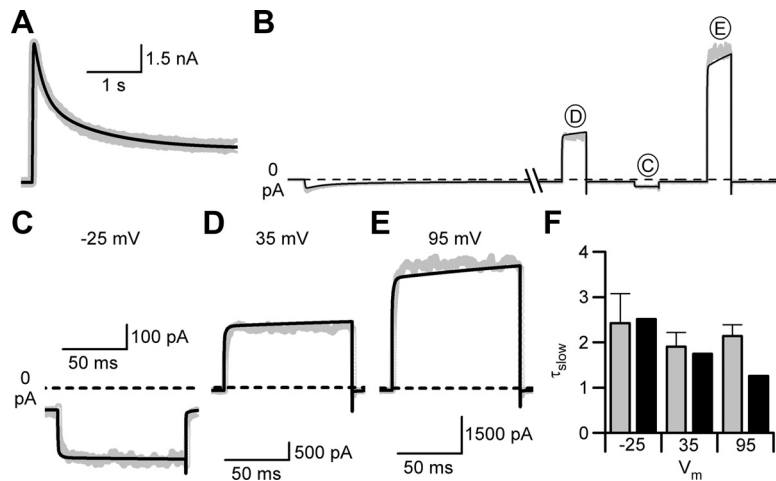 A
1.5 nA
1 s
B
0
pA
D
C
E
C
-25 mV
100 pA
50 ms
0
pA
D
35 mV
500 pA
50 ms
E
95 mV
1500 pA
50 ms
F
4
3
2
1
0
τslow
-25 35 95
Vm